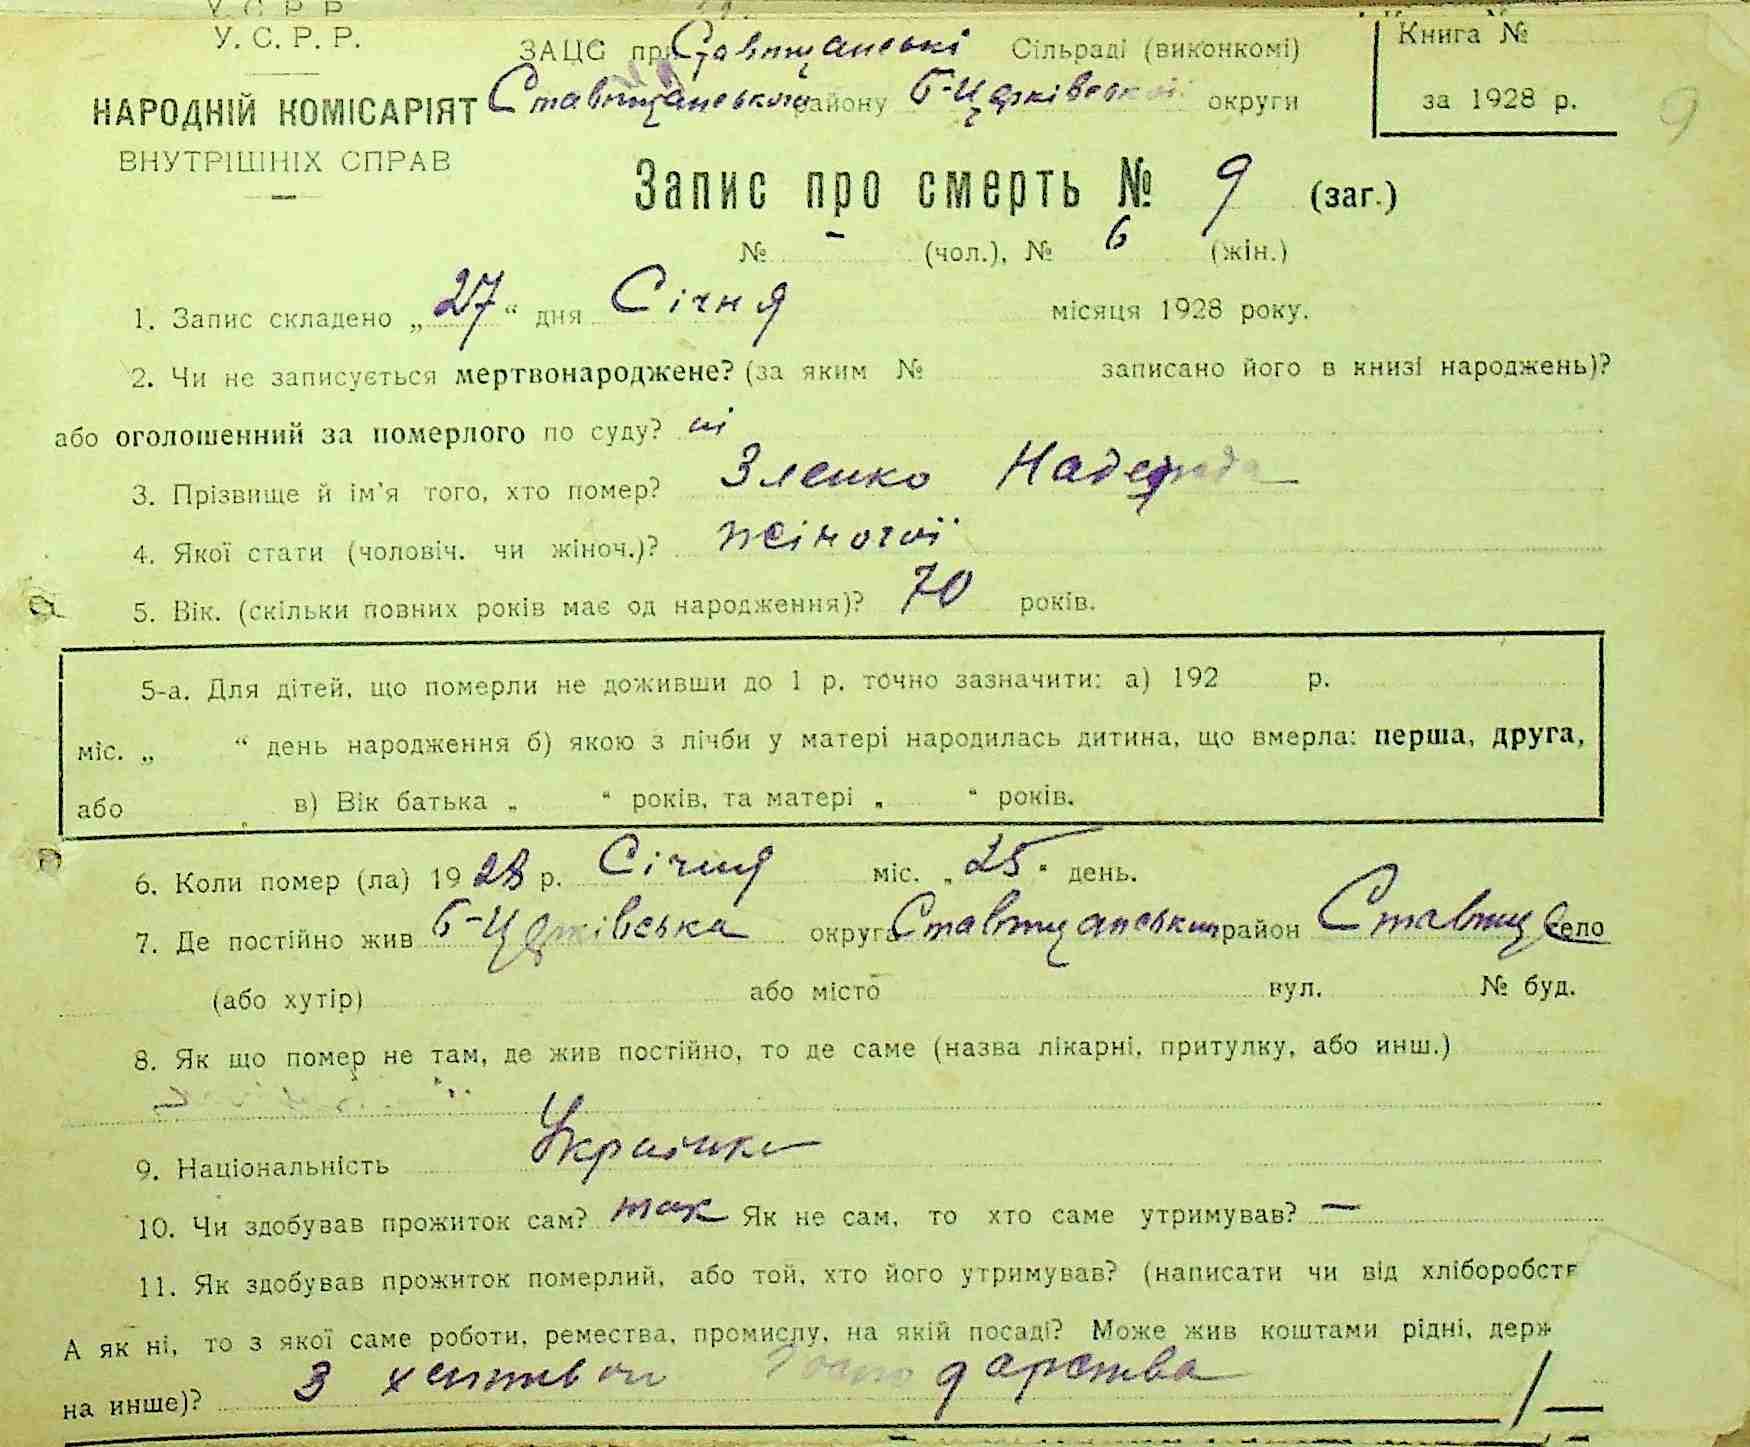 У. С. Р. Р.
ЗАЦС при Ставищанські Сільраді (виконкомі)
Книга №
НАРОДНІЙ КОМІСАРІЯТ
Ставищанського району Б-Церківської округи
за 1928 р.
9
ВНУТРІШНІХ СПРАВ
Запис про смерть № 9 (заг.)
№ - (чол.), № 6 (жін.)
1. Запис складено „27“ дня Січня місяця 1928 року.
2. Чи не записується мертвонароджене? (за яким № записано його в книзі народжень)?
або оголошенний за померлого по суду? ні
3. Прізвище й ім'я того, хто помер? Зленко Надежда
4. Якої стати (чоловіч. чи жіноч.)? жіночої
5. Вік. (скільки повних років має од народження)? 70 років.
5-а. Для дітей, що померли не доживши до 1 р. точно зазначити: а) 192 р.
міс. „ “ день народження б) якою з лічби у матері народилась дитина, що вмерла: перша, друга,
або в) Вік батька „ “ років, та матері „ “ років.
6. Коли помер (ла) 1928 р. Січня міс. „25“ день.
7. Де постійно жив Б-Церківська округа Ставищанський район Ставищ село
(або хутір) або місто вул. № буд.
8. Як що помер не там, де жив постійно, то де саме (назва лікарні, притулку, або инш.)
9. Національність Українка
10. Чи здобував прожиток сам? так Як не сам, то хто саме утримував? —
11. Як здобував прожиток померлий, або той, хто його утримував? (написати чи від хліборобств
А як ні, то з якої саме роботи, ремества, промислу, на якій посаді? Може жив коштами рідні, держ
на инше)? З господарства